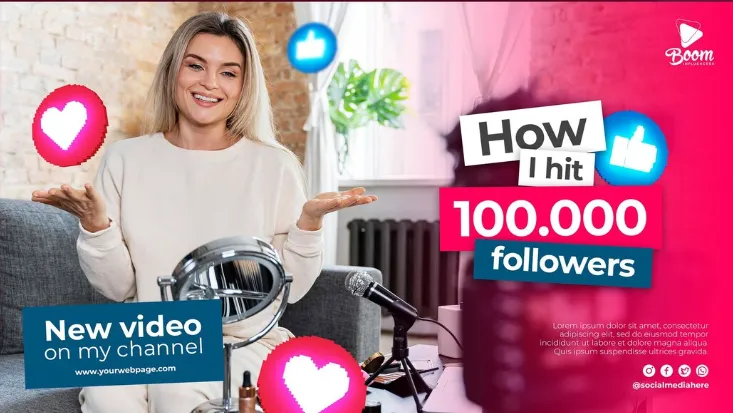 Boom
INFLUENCERS
How
I hit
100.000
followers
New video
on my channel
www.yourwebpage.com
Lorem ipsum dolor sit amet, consectetur
adipiscing elit, sed do eiusmod tempor
incididunt ut labore et dolore magna aliqua.
Quis ipsum suspendisse ultrices gravida.
@socialmediahere